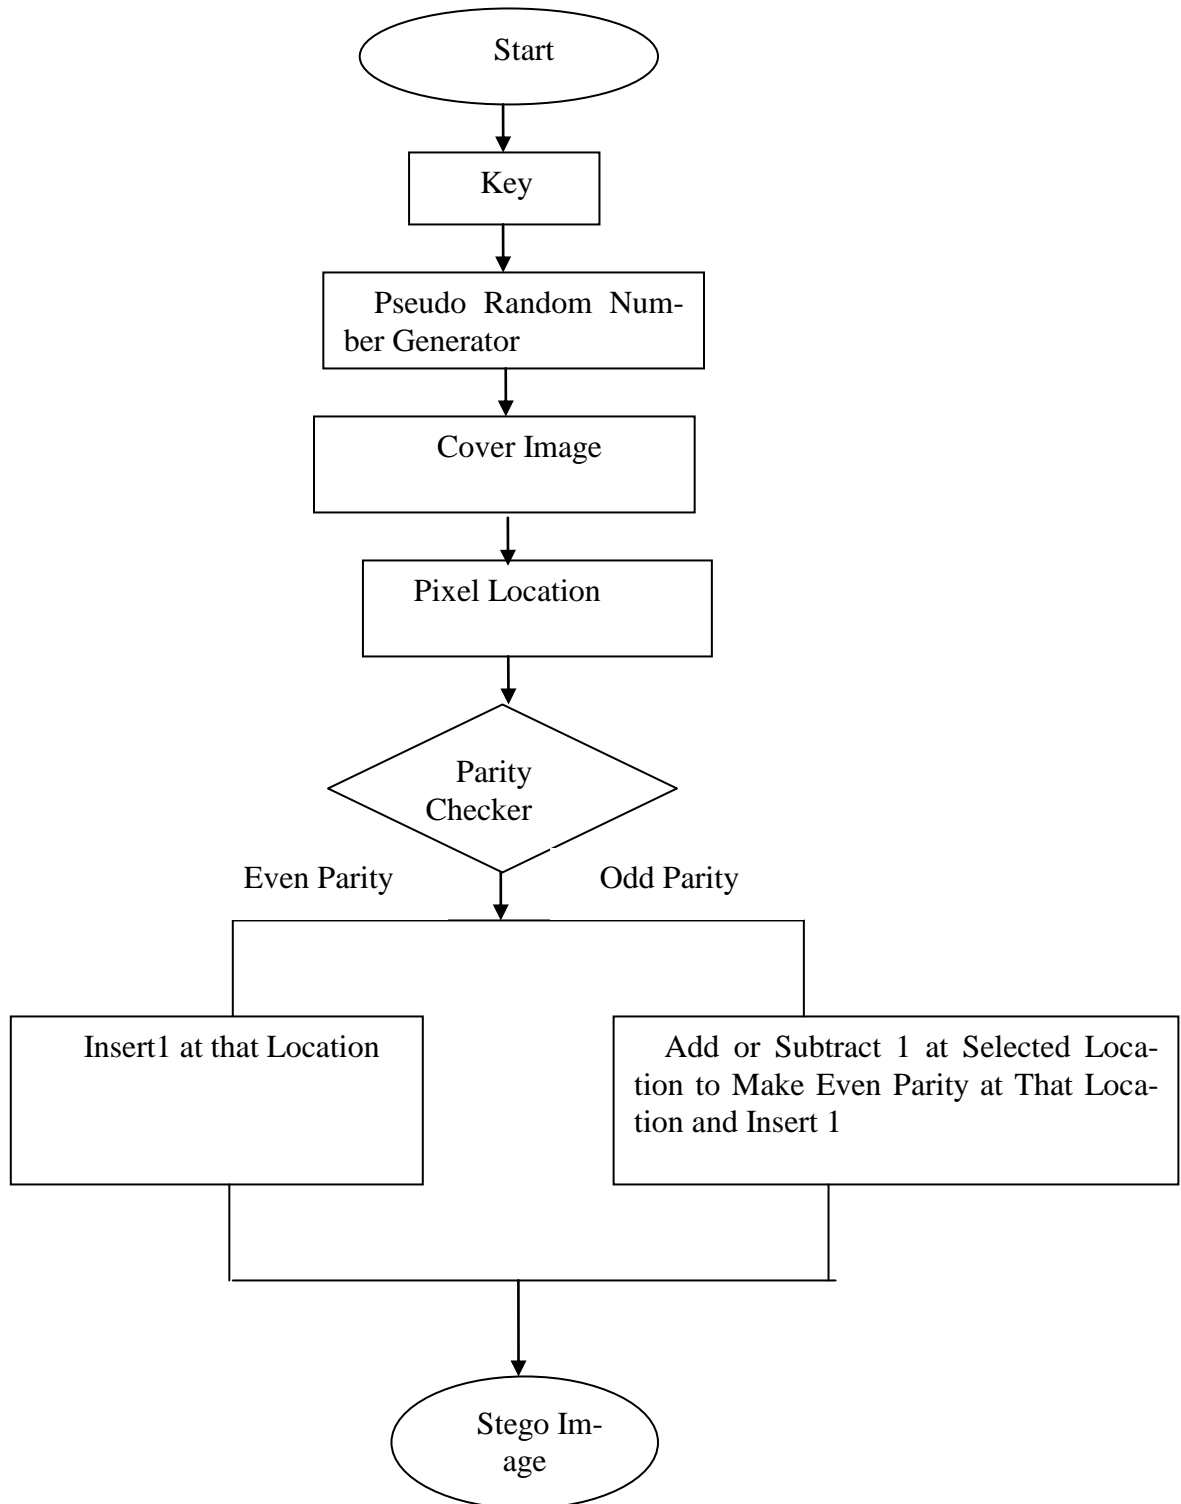 Start
Key
Pseudo Random Num-
ber Generator
Cover Image
Pixel Location
Parity
Checker
Even Parity
Odd Parity
Insert1 at that Location
Add or Subtract 1 at Selected Loca-
tion to Make Even Parity at That Loca-
tion and Insert 1
Stego Im-
age